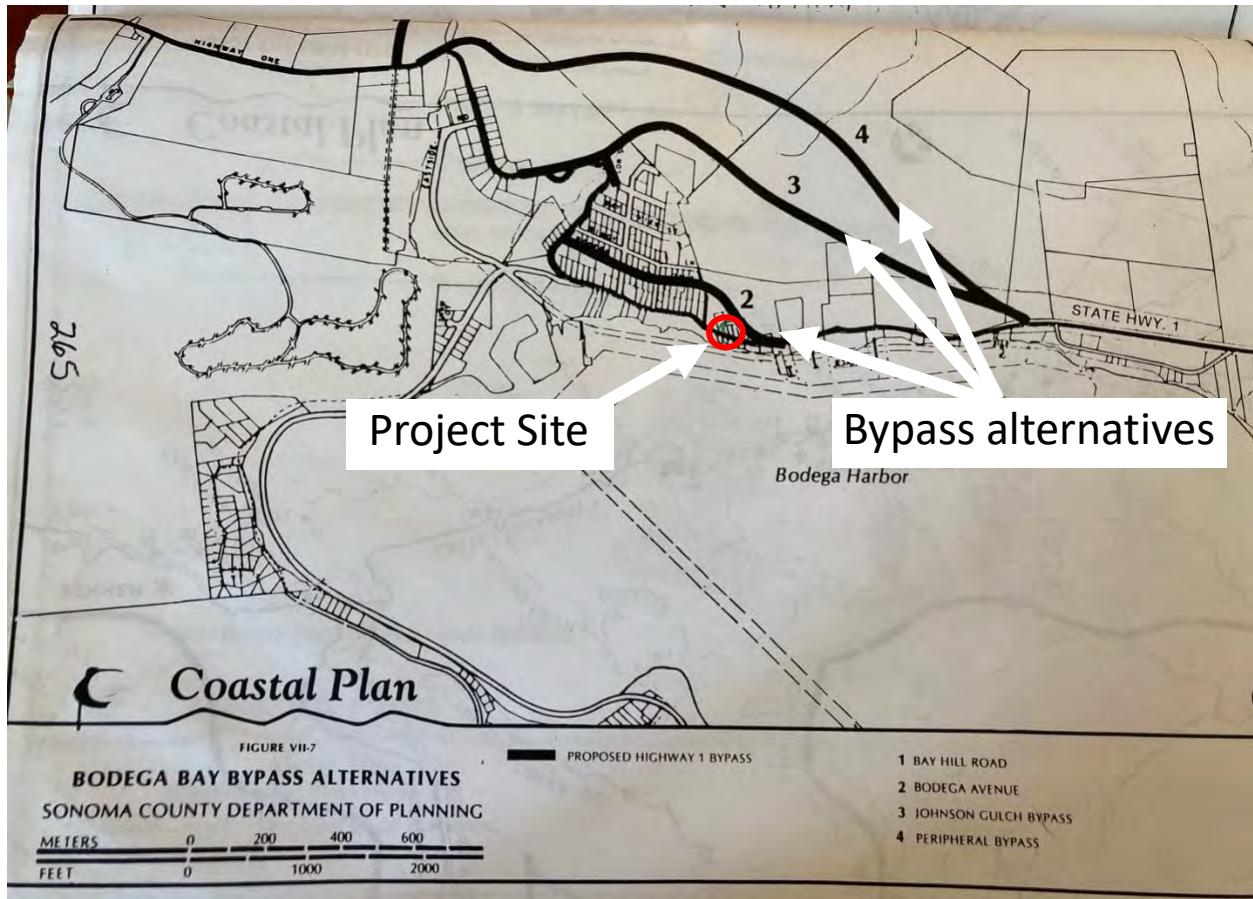 HIGHWAY ONE
EASTSIDE
4
3
2
STATE HWY. 1
265
Project Site
Bypass alternatives
Bodega Harbor
Coastal Plan
FIGURE VII-7
BODEGA BAY BYPASS ALTERNATIVES
SONOMA COUNTY DEPARTMENT OF PLANNING
METERS 0 200 400 600
FEET 0 1000 2000
PROPOSED HIGHWAY 1 BYPASS
1 BAY HILL ROAD
2 BODEGA AVENUE
3 JOHNSON GULCH BYPASS
4 PERIPHERAL BYPASS